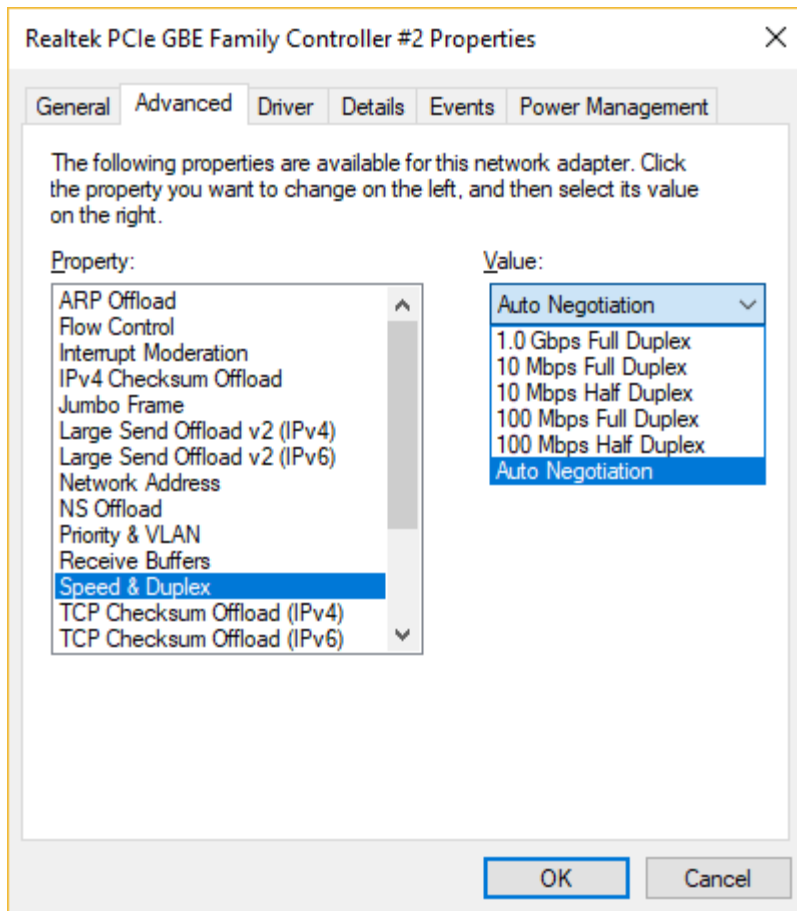 Realtek PCIe GBE Family Controller #2 Properties
General Advanced Driver Details Events Power Management
The following properties are available for this network adapter. Click
the property you want to change on the left, and then select its value
on the right.
Property:
ARP Offload
Flow Control
Interrupt Moderation
IPv4 Checksum Offload
Jumbo Frame
Large Send Offload v2 (IPv4)
Large Send Offload v2 (IPv6)
Network Address
NS Offload
Priority & VLAN
Receive Buffers
Speed & Duplex
TCP Checksum Offload (IPv4)
TCP Checksum Offload (IPv6)
Value:
Auto Negotiation
1.0 Gbps Full Duplex
10 Mbps Full Duplex
10 Mbps Half Duplex
100 Mbps Full Duplex
100 Mbps Half Duplex
Auto Negotiation
OK Cancel